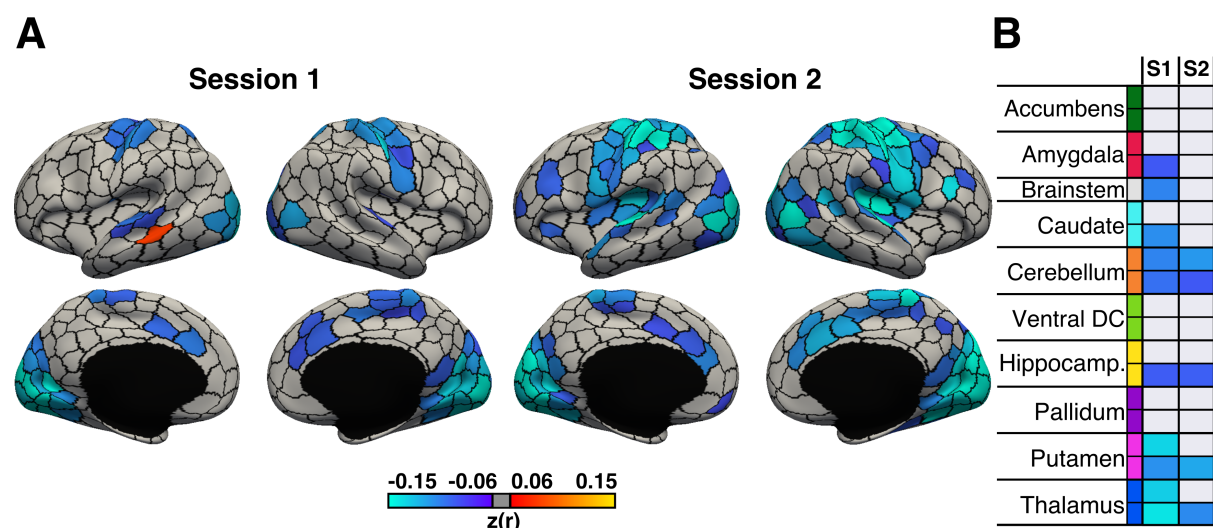 A
B
Session 1
Session 2
S1 S2
Accumbens
Amygdala
Brainstem
Caudate
Cerebellum
Ventral DC
Hippocamp.
Pallidum
Putamen
Thalamus
-0.15 -0.06 0.06 0.15
z(r)